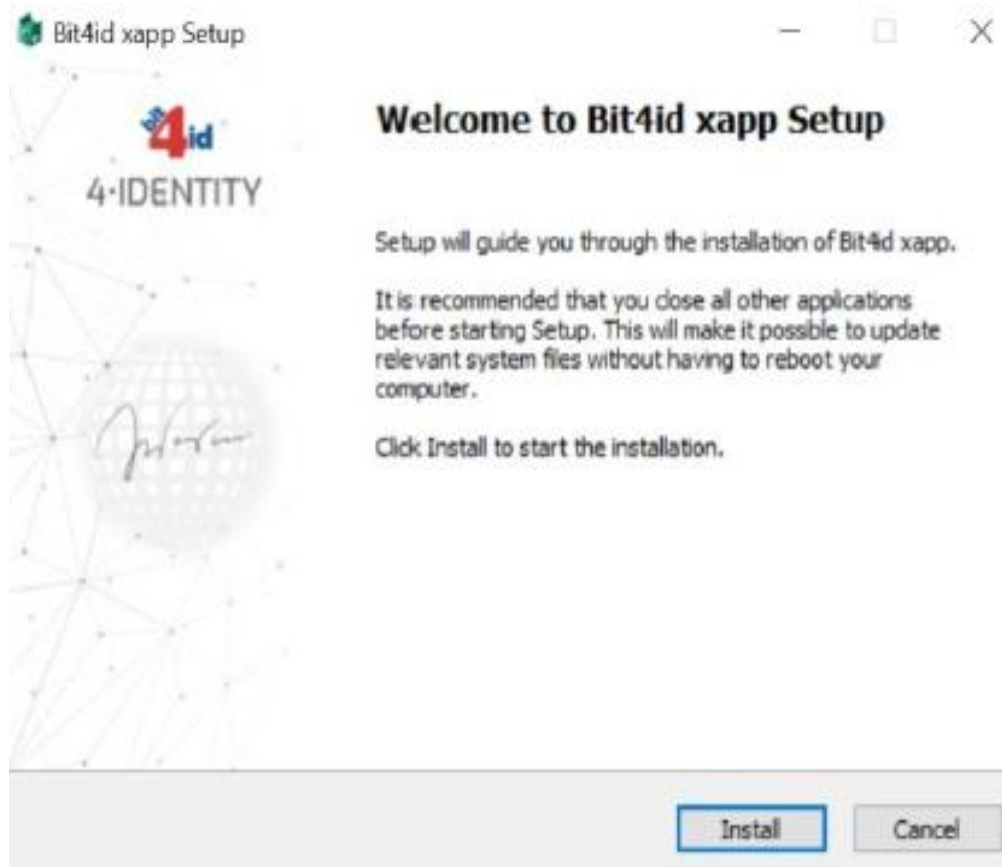 Bit4id xapp Setup
bit4id
4·IDENTITY
Welcome to Bit4id xapp Setup
Setup will guide you through the installation of Bit4id xapp.
It is recommended that you close all other applications
before starting Setup. This will make it possible to update
relevant system files without having to reboot your
computer.
Click Install to start the installation.
Install
Cancel